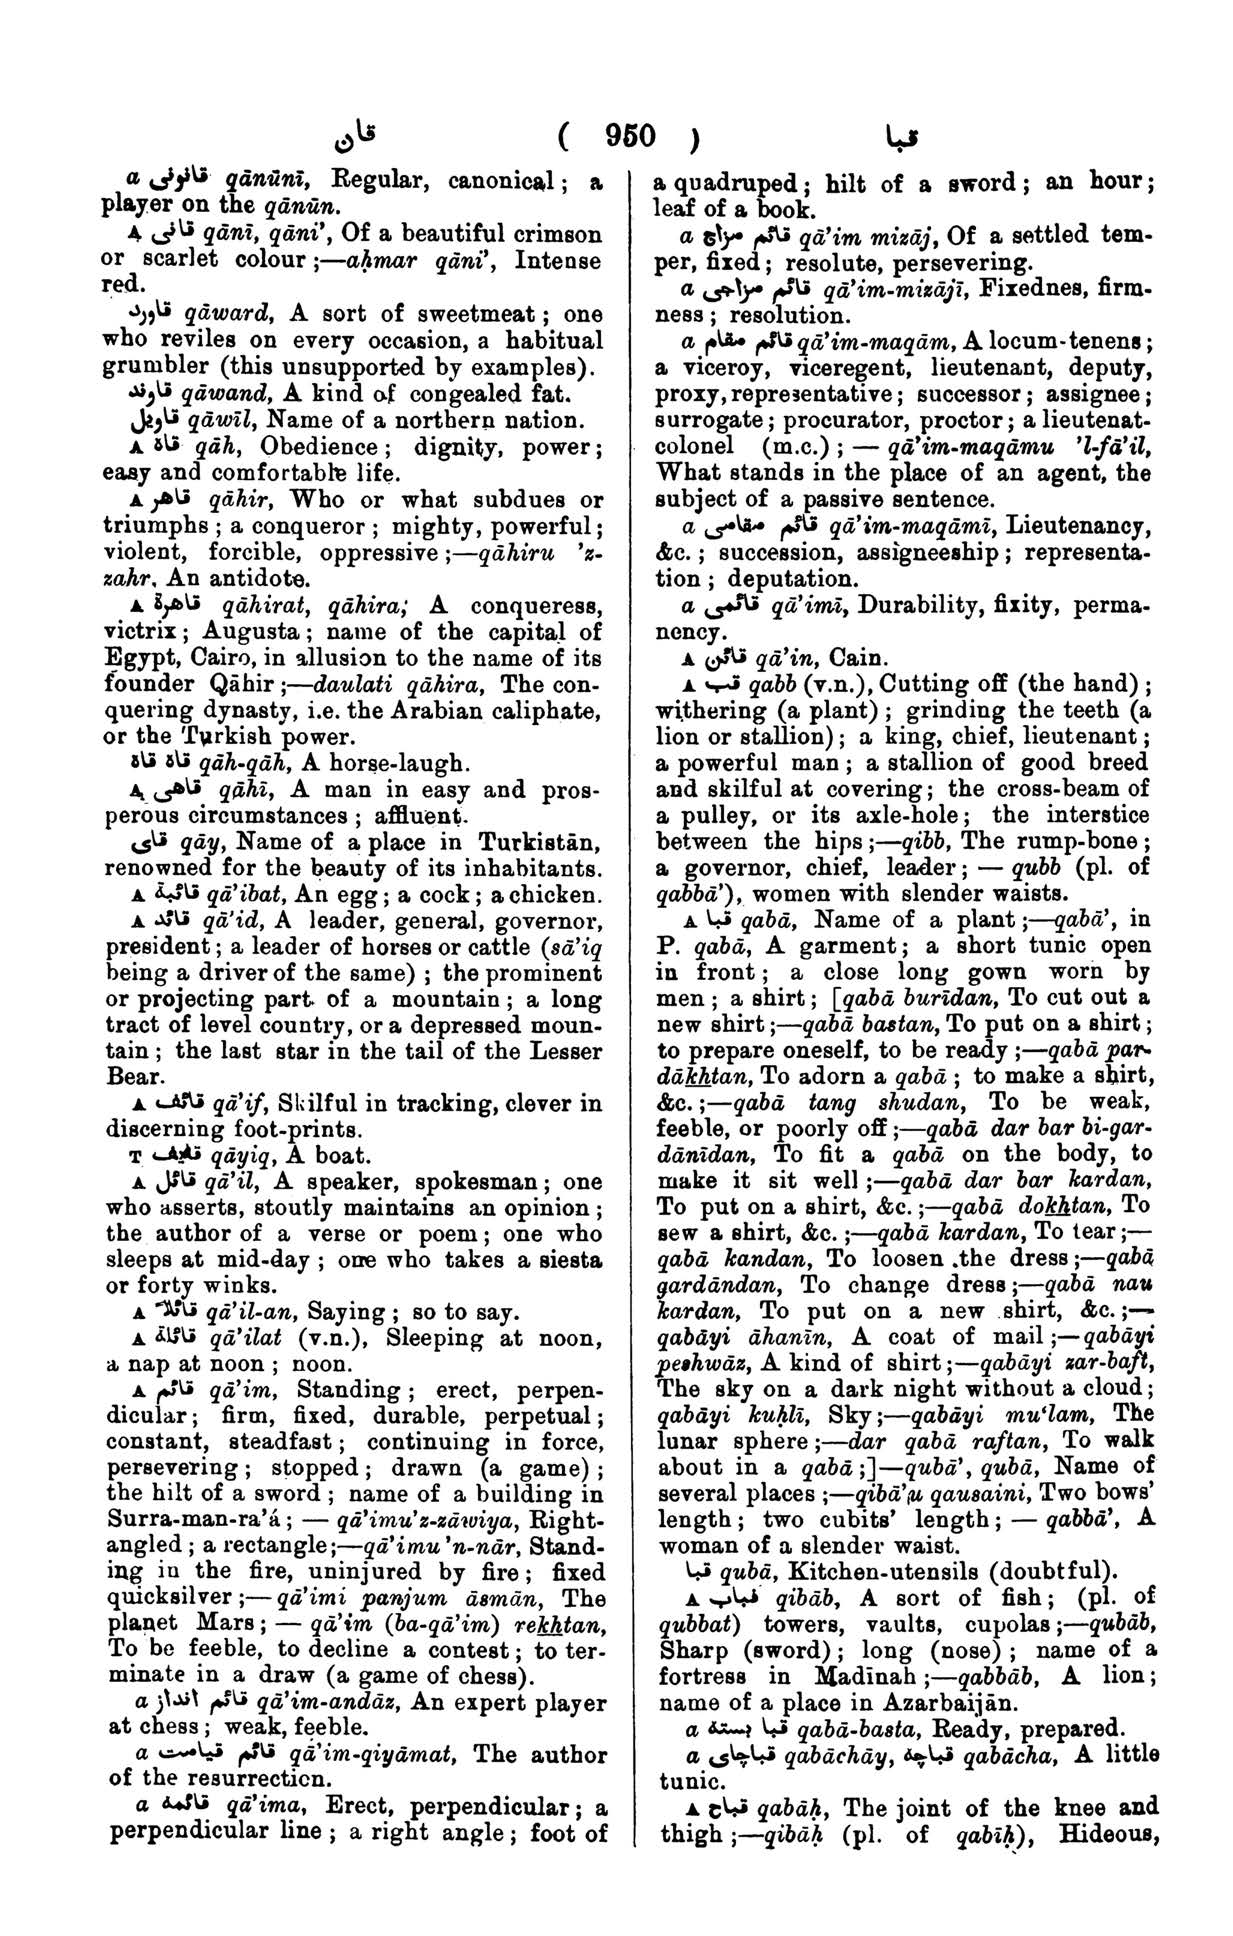 قان ( 950 ) قبا
a قانونی qānūnī, Regular, canonical; a
player on the qānūn.
A قانی qānī, qāni’, Of a beautiful crimson
or scarlet colour;—aḥmar qāni’, Intense
red.
قاورد qāward, A sort of sweetmeat; one
who reviles on every occasion, a habitual
grumbler (this unsupported by examples).
قاوند qāwand, A kind of congealed fat.
قاویل qāwīl, Name of a northern nation.
A قاه qāh, Obedience; dignity, power;
easy and comfortable life.
A قاهر qāhir, Who or what subdues or
triumphs; a conqueror; mighty, powerful;
violent, forcible, oppressive;—qāhiru ’z-
zahr, An antidote.
A قاهرة qāhirat, qāhira, A conqueress,
victrix; Augusta; name of the capital of
Egypt, Cairo, in allusion to the name of its
founder Qāhir;—daulati qāhira, The con-
quering dynasty, i.e. the Arabian caliphate,
or the Turkish power.
قاه قاه qāh-qāh, A horse-laugh.
A قاهی qāhī, A man in easy and pros-
perous circumstances; affluent.
قای qāy, Name of a place in Turkistān,
renowned for the beauty of its inhabitants.
A قائبة qā’ibat, An egg; a cock; a chicken.
A قائد qā’id, A leader, general, governor,
president; a leader of horses or cattle (sā’iq
being a driver of the same); the prominent
or projecting part of a mountain; a long
tract of level country, or a depressed moun-
tain; the last star in the tail of the Lesser
Bear.
A قائف qā’if, Skilful in tracking, clever in
discerning foot-prints.
T qāyiq, A boat.
A قائل qā’il, A speaker, spokesman; one
who asserts, stoutly maintains an opinion;
the author of a verse or poem; one who
sleeps at mid-day; one who takes a siesta
or forty winks.
A قائلاً qā’il-an, Saying; so to say.
A قائلة qā’ilat (v.n.), Sleeping at noon,
a nap at noon; noon.
A قائم qā’im, Standing; erect, perpen-
dicular; firm, fixed, durable, perpetual;
constant, steadfast; continuing in force,
persevering; stopped; drawn (a game);
the hilt of a sword; name of a building in
Surra-man-ra’á; — qā’imu’z-zāwiya, Right-
angled; a rectangle;—qā’imu ’n-nār, Stand-
ing in the fire, uninjured by fire; fixed
quicksilver;—qā’imi panjum āsmān, The
planet Mars; — qā’im (ba-qā’im) rekhtan,
To be feeble, to decline a contest; to ter-
minate in a draw (a game of chess).
a قائم انداز qā’im-andāz, An expert player
at chess; weak, feeble.
a قائم قیامت qā’im-qiyāmat, The author
of the resurrection.
a قائمه qā’ima, Erect, perpendicular; a
perpendicular line; a right angle; foot of
a quadruped; hilt of a sword; an hour;
leaf of a book.
a قائم مزاج qā’im mizāj, Of a settled tem-
per, fixed; resolute, persevering.
a قائم مزاجی qā’im-mizājī, Fixednes, firm-
ness; resolution.
a قائم مقام qā’im-maqām, A locum-tenens;
a viceroy, viceregent, lieutenant, deputy,
proxy, representative; successor; assignee;
surrogate; procurator, proctor; a lieutenat-
colonel (m.c.); — qā’im-maqāmu ’l-fā’il,
What stands in the place of an agent, the
subject of a passive sentence.
a قائم مقامی qā’im-maqāmī, Lieutenancy,
&c.; succession, assigneeship; representa-
tion; deputation.
a قائمی qā’imī, Durability, fixity, perma-
nency.
A قائن qā’in, Cain.
A قب qabb (v.n.), Cutting off (the hand);
withering (a plant); grinding the teeth (a
lion or stallion); a king, chief, lieutenant;
a powerful man; a stallion of good breed
and skilful at covering; the cross-beam of
a pulley, or its axle-hole; the interstice
between the hips;—qibb, The rump-bone;
a governor, chief, leader; — qubb (pl. of
qabbā’), women with slender waists.
A قبا qabā, Name of a plant;—qabā’, in
P. qabā, A garment; a short tunic open
in front; a close long gown worn by
men; a shirt; [qabā burīdan, To cut out a
new shirt;—qabā bastan, To put on a shirt;
to prepare oneself, to be ready;—qabā par-
dākhtan, To adorn a qabā; to make a shirt,
&c.;—qabā tang shudan, To be weak,
feeble, or poorly off;—qabā dar bar bi-gar-
dānīdan, To fit a qabā on the body, to
make it sit well;—qabā dar bar kardan,
To put on a shirt, &c.;—qabā dokhtan, To
sew a shirt, &c.;—qabā kardan, To tear;—
qabā kandan, To loosen the dress;—qabā
gardāndan, To change dress;—qabā nau
kardan, To put on a new shirt, &c.;—
qabāyi āhanīn, A coat of mail;—qabāyi
peshwāz, A kind of shirt;—qabāyi zar-baft,
The sky on a dark night without a cloud;
qabāyi kuḥlī, Sky;—qabāyi mu‘lam, The
lunar sphere;—dar qabā raftan, To walk
about in a qabā;]—qubā’, qubā, Name of
several places;—qibā’u qausaini, Two bows’
length; two cubits’ length; — qabbā’, A
woman of a slender waist.
قبا qubā, Kitchen-utensils (doubtful).
A قباب qibāb, A sort of fish; (pl. of
qubbat) towers, vaults, cupolas;—qubāb,
Sharp (sword); long (nose); name of a
fortress in Madīnah;—qabbāb, A lion;
name of a place in Azarbaijān.
a قبا بسته qabā-basta, Ready, prepared.
a قباچای qabāchāy, قباچه qabācha, A little
tunic.
A قباح qabāḥ, The joint of the knee and
thigh;—qibāḥ (pl. of qabīḥ), Hideous,